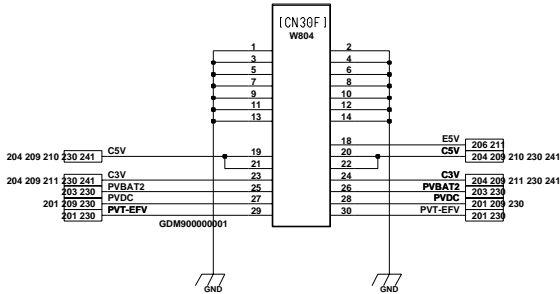 [CN30F]
W804
1 2
3 4
5 6
7 8
9 10
11 12
13 14
18 E5V 206 211
204 209 210 230 241 C5V 19 20 C5V 204 209 210 230 241
21 22
204 209 211 230 241 C3V 23 24 C3V 204 209 211 230 241
203 230 PVBAT2 25 26 PVBAT2 203 230
201 209 230 PVDC 27 28 PVDC 201 209 230
201 230 PVT-EFV 29 30 PVT-EFV 201 230
GDM900000001
GND GND